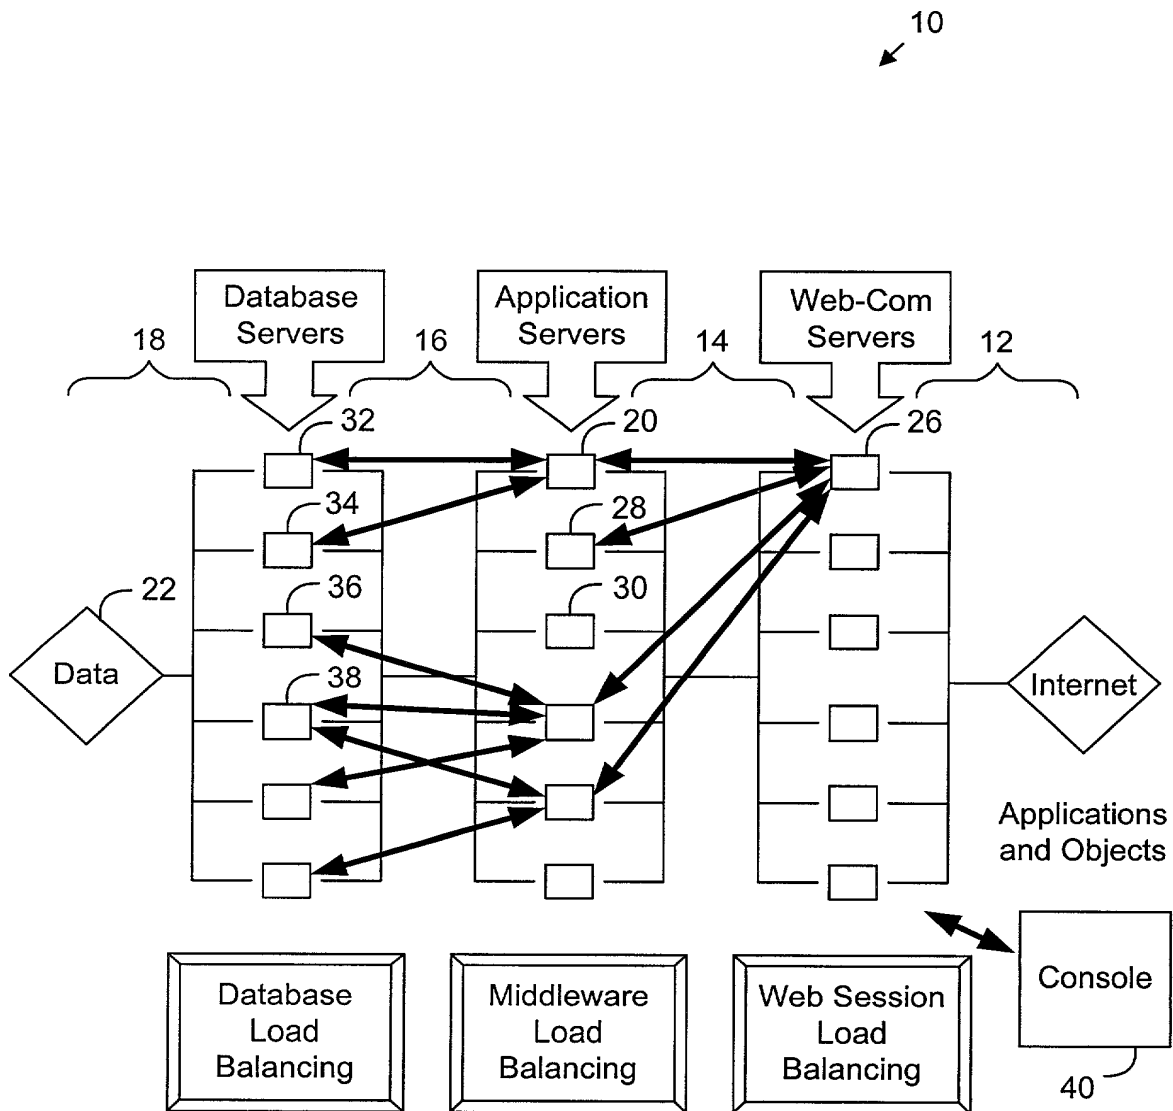 10
Database
Servers
Application
Servers
Web-Com
Servers
18
16
14
12
32
20
26
34
28
36
30
22
Data
38
Internet
Applications
and Objects
Database
Load
Balancing
Middleware
Load
Balancing
Web Session
Load
Balancing
Console
40